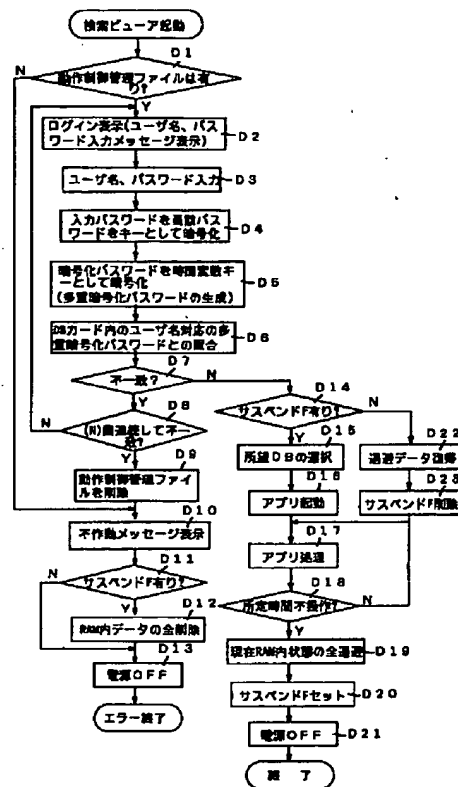 検索ビューア起動
D1
動作制御管理ファイルは有り?
N
Y
ログイン表示(ユーザ名、パスワード入力メッセージ表示)
D2
ユーザ名、パスワード入力
D3
入力パスワードを
パスワードをキーとして暗号化
D4
暗号化パスワードを時間変数キーとして暗号化
(多重暗号化パスワードの生成)
D5
DBカード内のユーザ名対応の多重暗号化パスワードとの照合
D6
D7
不一致?
N
Y
D8
(N)回連続して不一致?
Y
D9
動作制御管理ファイルを削除
D10
不作動メッセージ表示
D11
サスペンドF有り?
N
Y
D12
RAM内データの全削除
D13
電源OFF
エラー終了
D14
サスペンドF有り?
N
Y
D15
所望DBの選択
D16
アプリ起動
D17
アプリ処理
D18
所定時間不操作?
N
Y
現在RAM内状態の全退避
D19
サスペンドFセット
D20
電源OFF
D21
終了
D22
退避データ復帰
D23
サスペンドF削除